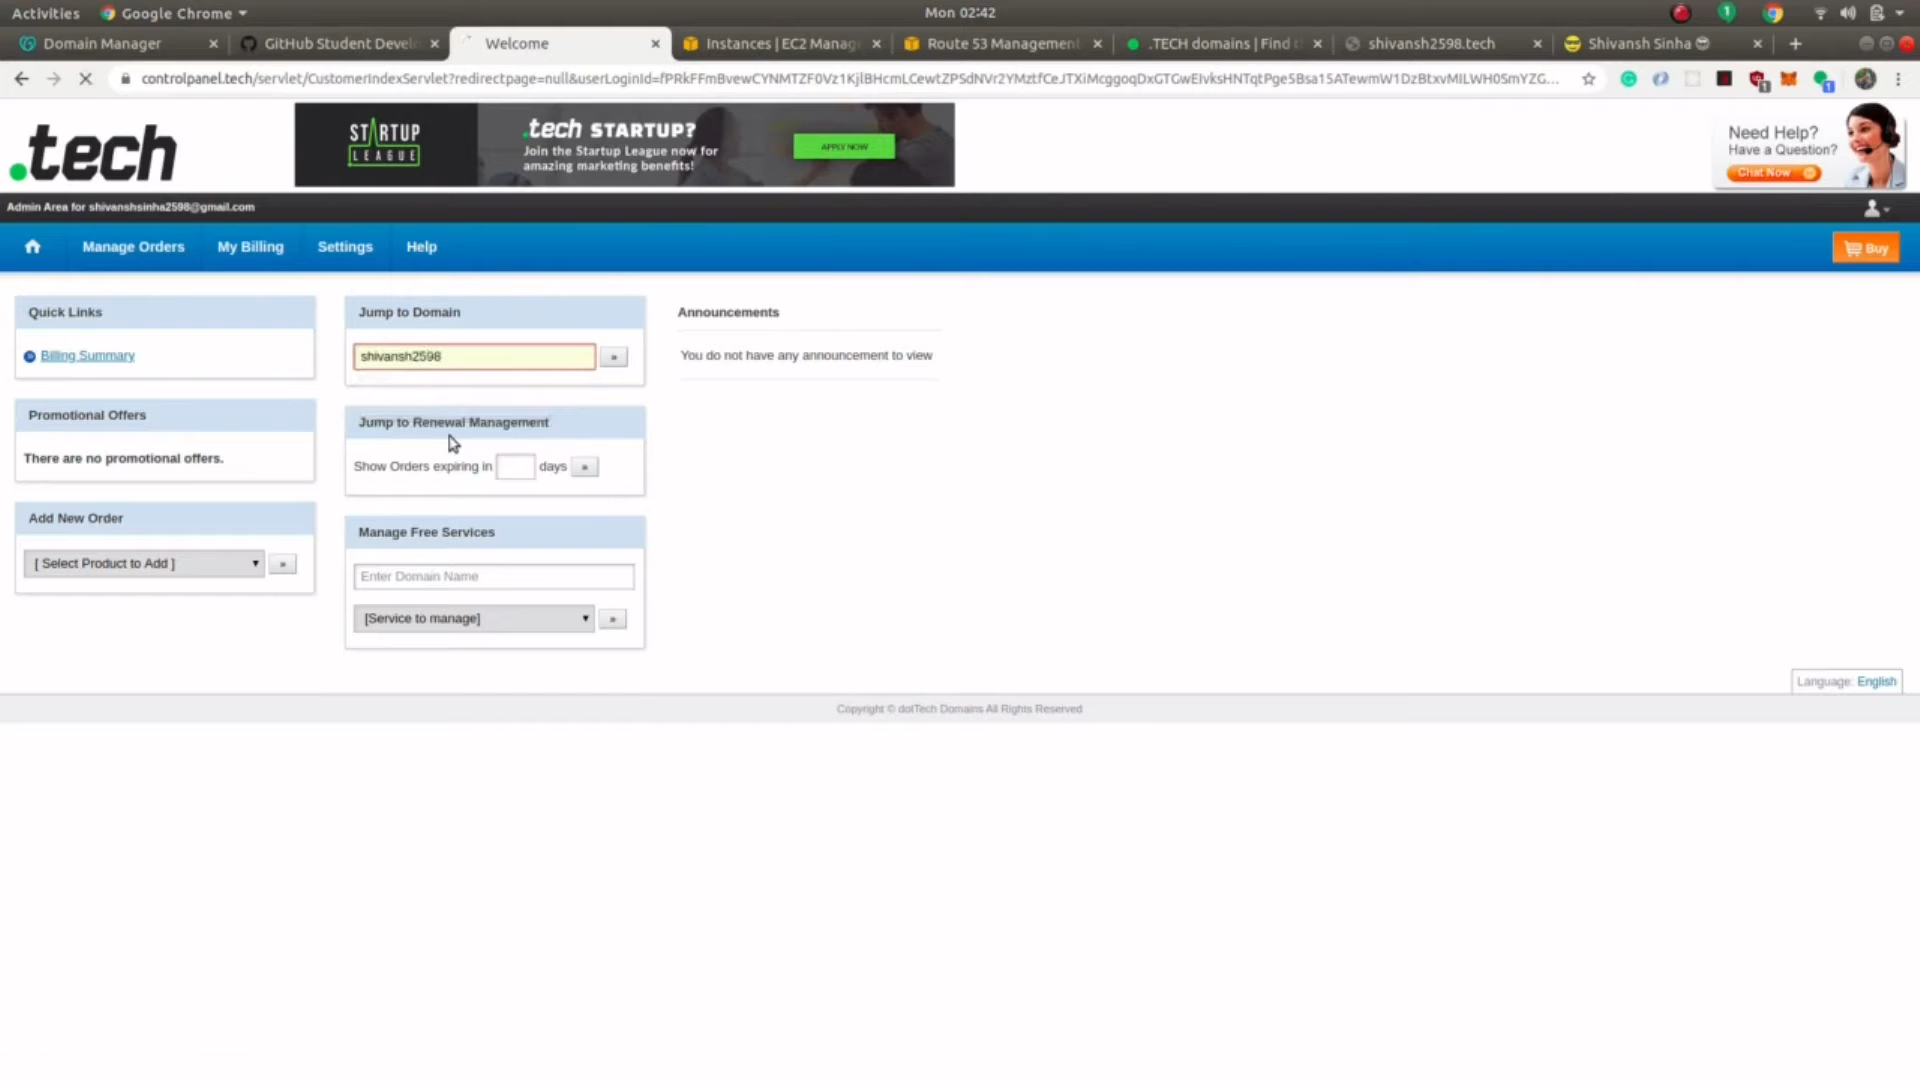 Activities Google Chrome Mon 02:42 1
Domain Manager GitHub Student Devel Welcome Instances | EC2 Manag Route 53 Management .TECH domains | Find shivansh2598.tech Shivansh Sinha
.tech
STARTUP
LEAGUE
.tech STARTUP?
Join the Startup League now for
amazing marketing benefits!
APPLY NOW
Need Help?
Have a Question?
Chat Now
Admin Area for shivanshsinha2598@gmail.com
Manage Orders My Billing Settings Help Buy
Quick Links
Billing Summary
Promotional Offers
There are no promotional offers.
Add New Order
[ Select Product to Add ] »
Jump to Domain
shivansh2598 »
Jump to Renewal Management
Show Orders expiring in days »
Manage Free Services
Enter Domain Name
[Service to manage] »
Announcements
You do not have any announcement to view
Language: English
Copyright © dotTech Domains All Rights Reserved